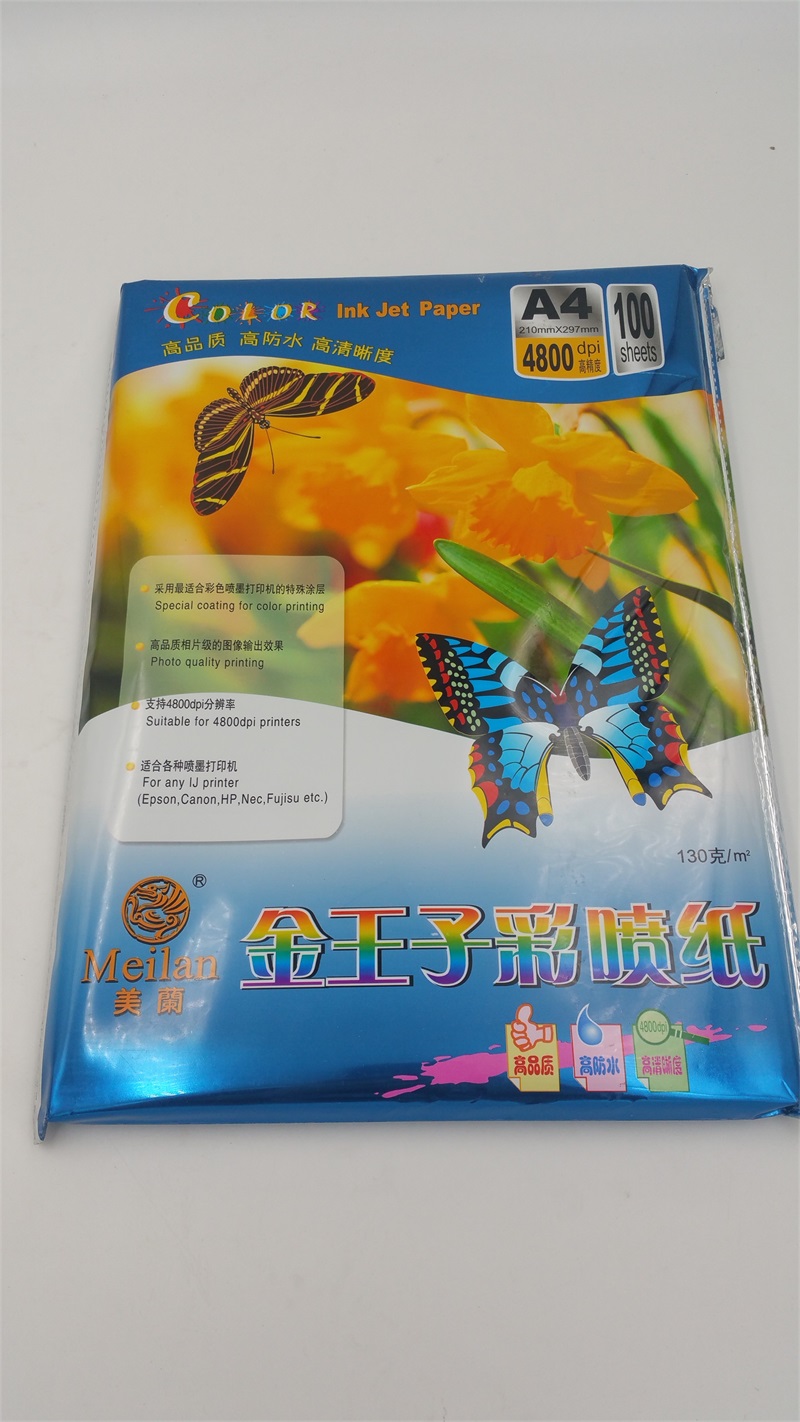 COLOR Ink Jet Paper
高品质 高防水 高清晰度
A4
210mmX297mm
4800 dpi
高精度
100
sheets
采用最适合彩色喷墨打印机的特殊涂层
Special coating for color printing
高品质相片级的图像输出效果
Photo quality printing
支持4800dpi分辨率
Suitable for 4800dpi printers
适合各种喷墨打印机
For any IJ printer
(Epson,Canon,HP,Nec,Fujisu etc.)
130克/m²
®
Meilan
美蘭
金王子彩喷纸
高品质
高防水
4800dpi
高清晰度